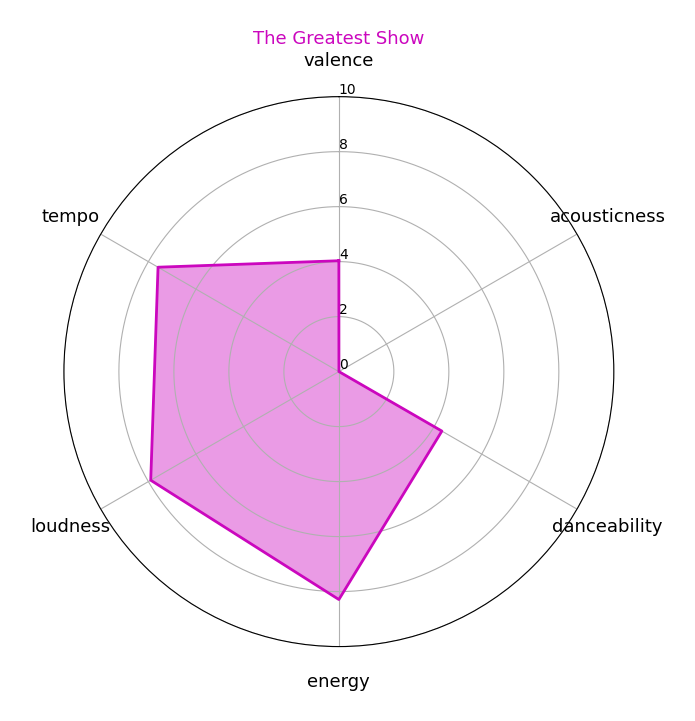 The Greatest Show
valence
10
8
6
4
2
0
tempo
acousticness
loudness
danceability
energy